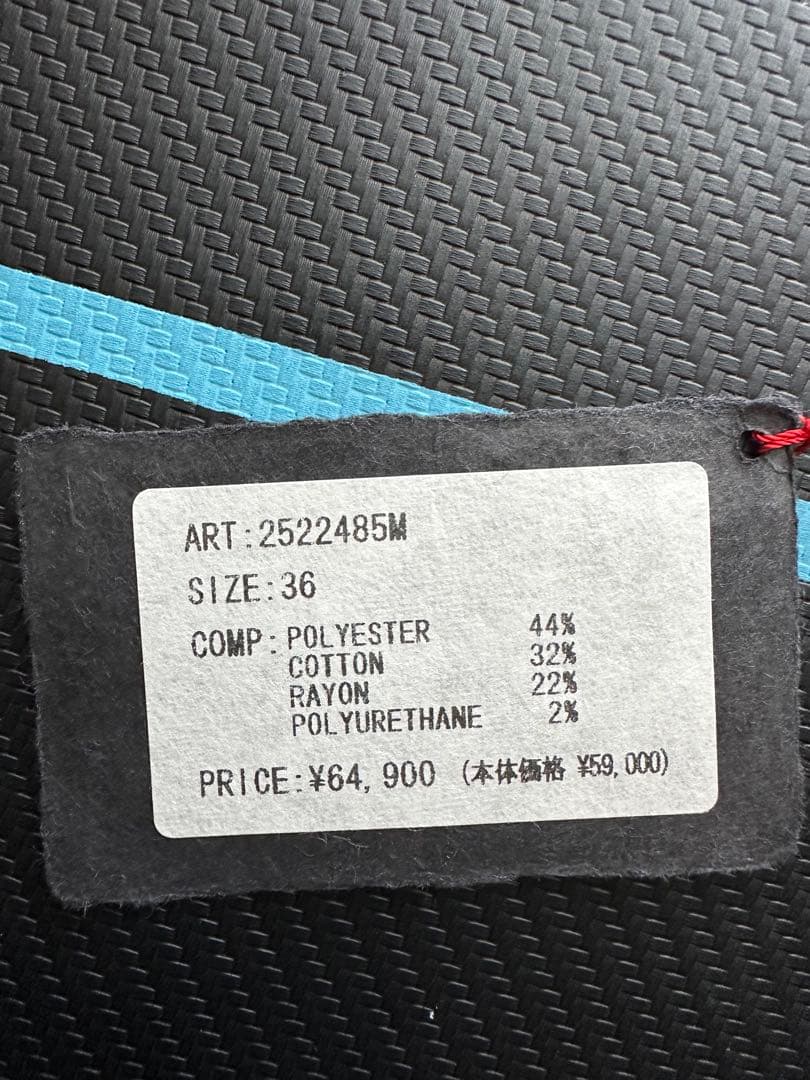 ART:2522485M
SIZE:36
COMP:POLYESTER 44%
COTTON 32%
RAYON 22%
POLYURETHANE 2%
PRICE:¥64,900 (本体価格 ¥59,000)